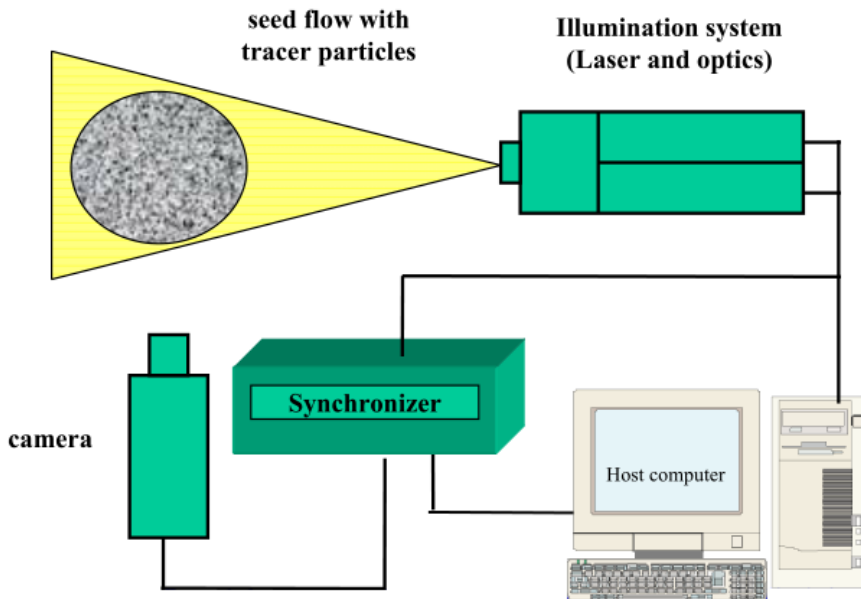 seed flow with
tracer particles
Illumination system
(Laser and optics)
Synchronizer
camera
Host computer